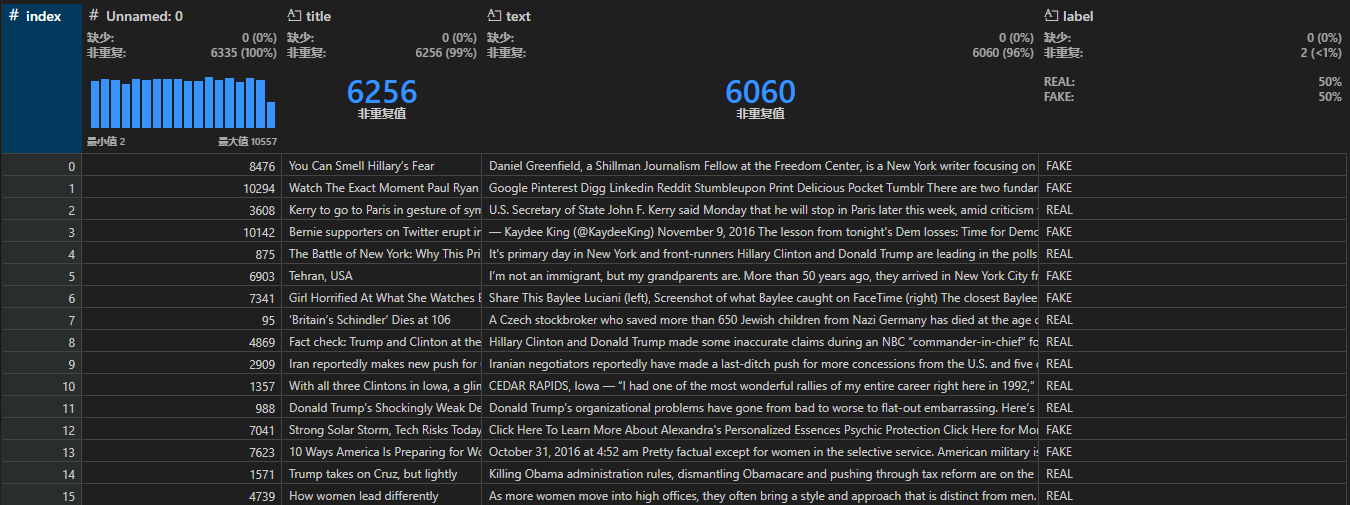 # index # Unnamed: 0 title text label
缺少: 0 (0%) 缺少: 0 (0%) 缺少: 0 (0%) 缺少: 0 (0%)
非重复: 6335 (100%) 非重复: 6256 (99%) 非重复: 6060 (96%) 非重复: 2 (<1%)
REAL: 50%
6256 6060
FAKE: 50%
非重复值 非重复值
最小值 2 最大值 10557
0 8476 You Can Smell Hillary’s Fear Daniel Greenfield, a Shillman Journalism Fellow at the Freedom Center, is a New York writer focusing on FAKE
1 10294 Watch The Exact Moment Paul Ryan Google Pinterest Digg Linkedin Reddit Stumbleupon Print Delicious Pocket Tumblr There are two fundar FAKE
2 3608 Kerry to go to Paris in gesture of sym U.S. Secretary of State John F. Kerry said Monday that he will stop in Paris later this week, amid criticism REAL
3 10142 Bernie supporters on Twitter erupt in — Kaydee King (@KaydeeKing) November 9, 2016 The lesson from tonight's Dem losses: Time for Demo FAKE
4 875 The Battle of New York: Why This Pri It's primary day in New York and front-runners Hillary Clinton and Donald Trump are leading in the polls REAL
5 6903 Tehran, USA I’m not an immigrant, but my grandparents are. More than 50 years ago, they arrived in New York City fr FAKE
6 7341 Girl Horrified At What She Watches B Share This Baylee Luciani (left), Screenshot of what Baylee caught on FaceTime (right) The closest Baylee FAKE
7 95 ‘Britain’s Schindler’ Dies at 106 A Czech stockbroker who saved more than 650 Jewish children from Nazi Germany has died at the age o REAL
8 4869 Fact check: Trump and Clinton at the Hillary Clinton and Donald Trump made some inaccurate claims during an NBC “commander-in-chief” fo REAL
9 2909 Iran reportedly makes new push for Iranian negotiators reportedly have made a last-ditch push for more concessions from the U.S. and five REAL
10 1357 With all three Clintons in Iowa, a glim CEDAR RAPIDS, Iowa — “I had one of the most wonderful rallies of my entire career right here in 1992,” REAL
11 988 Donald Trump’s Shockingly Weak De Donald Trump’s organizational problems have gone from bad to worse to flat-out embarrassing. Here’s REAL
12 7041 Strong Solar Storm, Tech Risks Today Click Here To Learn More About Alexandra's Personalized Essences Psychic Protection Click Here for Mor FAKE
13 7623 10 Ways America Is Preparing for Wo October 31, 2016 at 4:52 am Pretty factual except for women in the selective service. American military is FAKE
14 1571 Trump takes on Cruz, but lightly Killing Obama administration rules, dismantling Obamacare and pushing through tax reform are on the REAL
15 4739 How women lead differently As more women move into high offices, they often bring a style and approach that is distinct from men. REAL